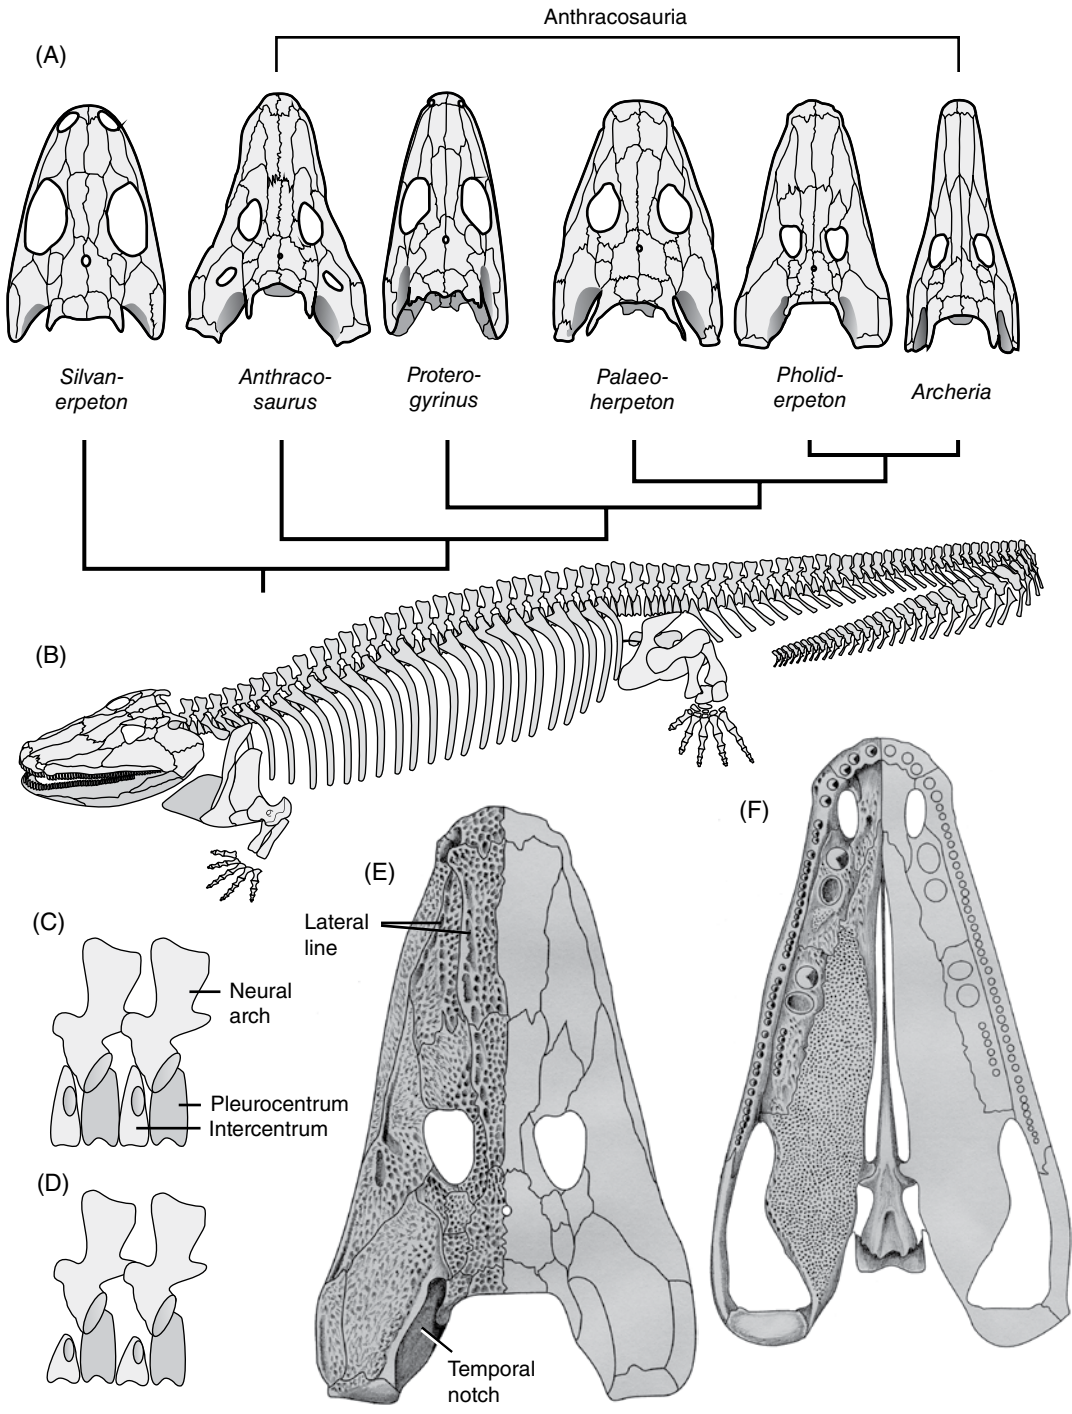 Anthracosauria
(A)
Silvan-
erpeton
Anthraco-
saurus
Protero-
gyrinus
Palaeo-
herpeton
Pholid-
erpeton
Archeria
(B)
(C)
Neural
arch
Pleurocentrum
Intercentrum
(D)
(E)
Lateral
line
Temporal
notch
(F)